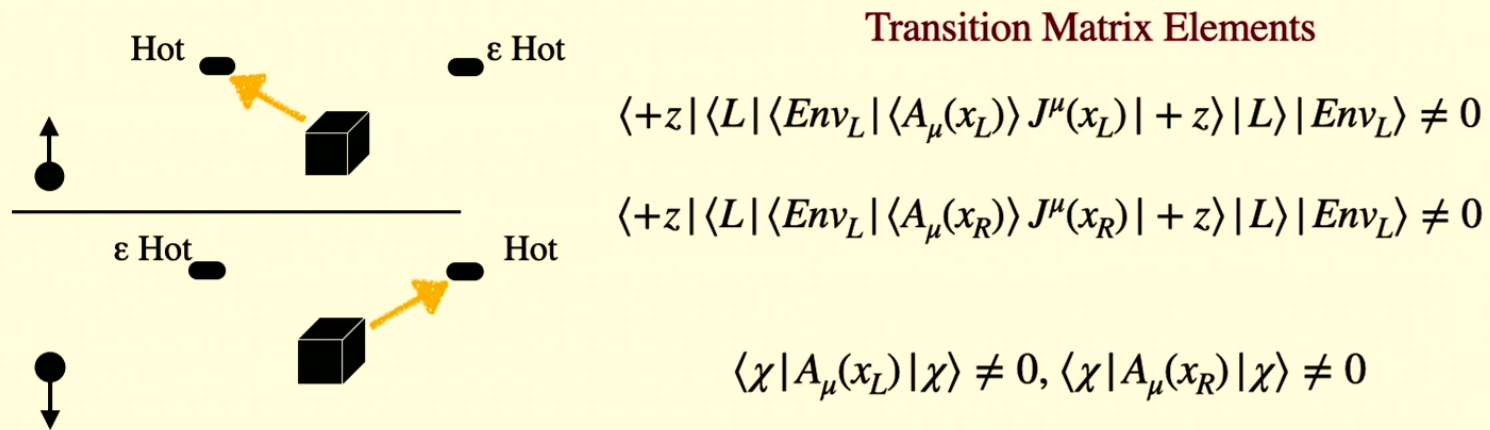 Transition Matrix Elements
Hot
ε Hot
⟨+z|⟨L|⟨Env_L|⟨A_μ(x_L)⟩ J^μ(x_L)| + z⟩|L⟩|Env_L⟩ ≠ 0
⟨+z|⟨L|⟨Env_L|⟨A_μ(x_R)⟩ J^μ(x_R)| + z⟩|L⟩|Env_L⟩ ≠ 0
ε Hot
Hot
⟨χ|A_μ(x_L)|χ⟩ ≠ 0, ⟨χ|A_μ(x_R)|χ⟩ ≠ 0